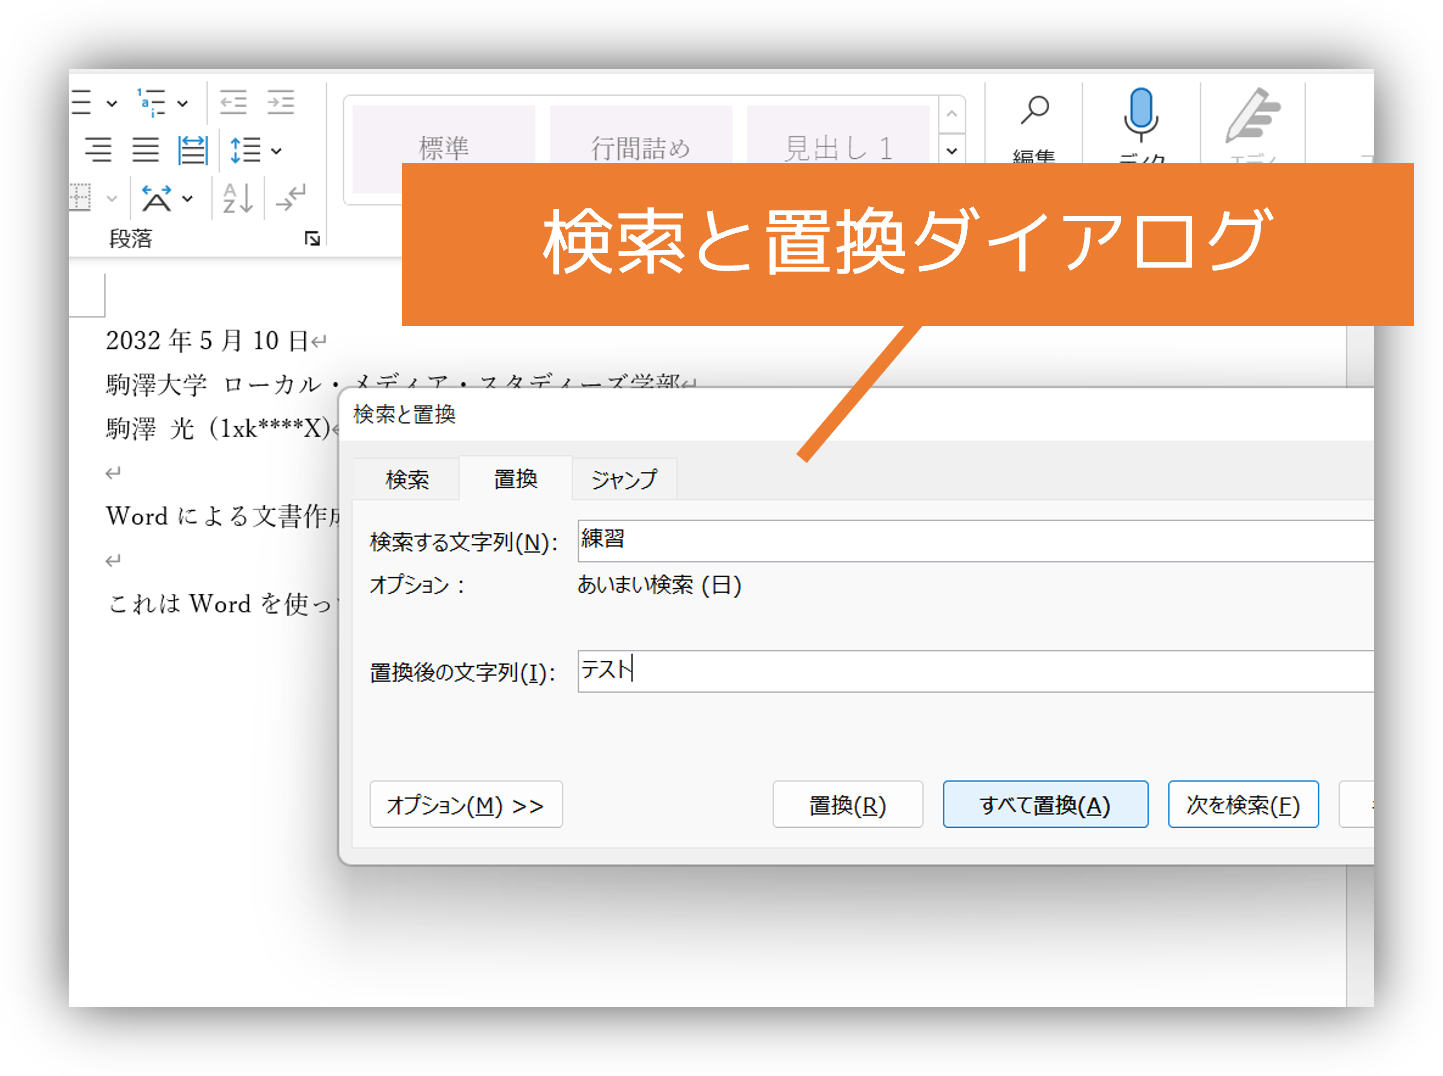 標準
行間詰め
見出し 1
編集
段落
検索と置換ダイアログ
2032 年 5 月 10 日
駒澤大学 ローカル・メディア・スタディーズ学部
駒澤 光（1xk****X）
Word による文書作成
これは Word を使っ
検索と置換
検索
置換
ジャンプ
検索する文字列(N):
練習
オプション :
あいまい検索 (日)
置換後の文字列(I):
テスト
オプション(M) >>
置換(R)
すべて置換(A)
次を検索(F)